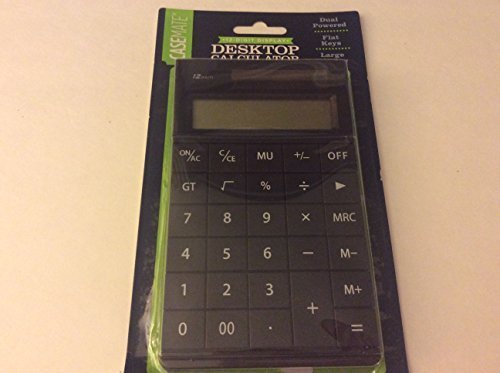 CASEMATE
•12-DIGIT DISPLAY•
DESKTOP
CALCULATOR
Dual
Powered
Flat
Keys
Large
ON/AC C/CE MU +/− OFF
GT √ % ÷ ▶
7 8 9 × MRC
4 5 6 − M−
1 2 3 + M+
0 00 . =